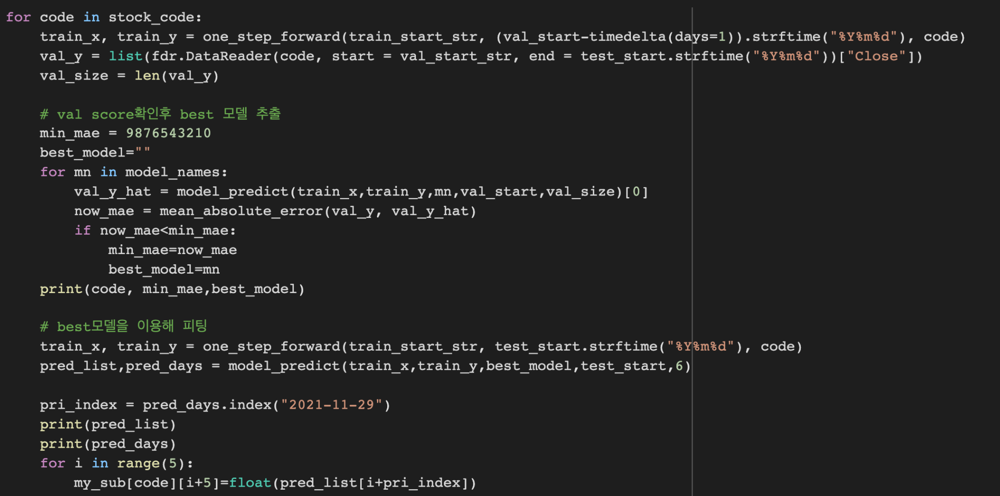 for code in stock_code:
    train_x, train_y = one_step_forward(train_start_str, (val_start-timedelta(days=1)).strftime("%Y%m%d"), code)
    val_y = list(fdr.DataReader(code, start = val_start_str, end = test_start.strftime("%Y%m%d"))["Close"])
    val_size = len(val_y)
    # val score확인후 best 모델 추출
    min_mae = 9876543210
    best_model=""
    for mn in model_names:
        val_y_hat = model_predict(train_x,train_y,mn,val_start,val_size)[0]
        now_mae = mean_absolute_error(val_y, val_y_hat)
        if now_mae<min_mae:
            min_mae=now_mae
            best_model=mn
    print(code, min_mae,best_model)
    # best모델을 이용해 피팅
    train_x, train_y = one_step_forward(train_start_str, test_start.strftime("%Y%m%d"), code)
    pred_list,pred_days = model_predict(train_x,train_y,best_model,test_start,6)
    pri_index = pred_days.index("2021-11-29")
    print(pred_list)
    print(pred_days)
    for i in range(5):
        my_sub[code][i+5]=float(pred_list[i+pri_index])